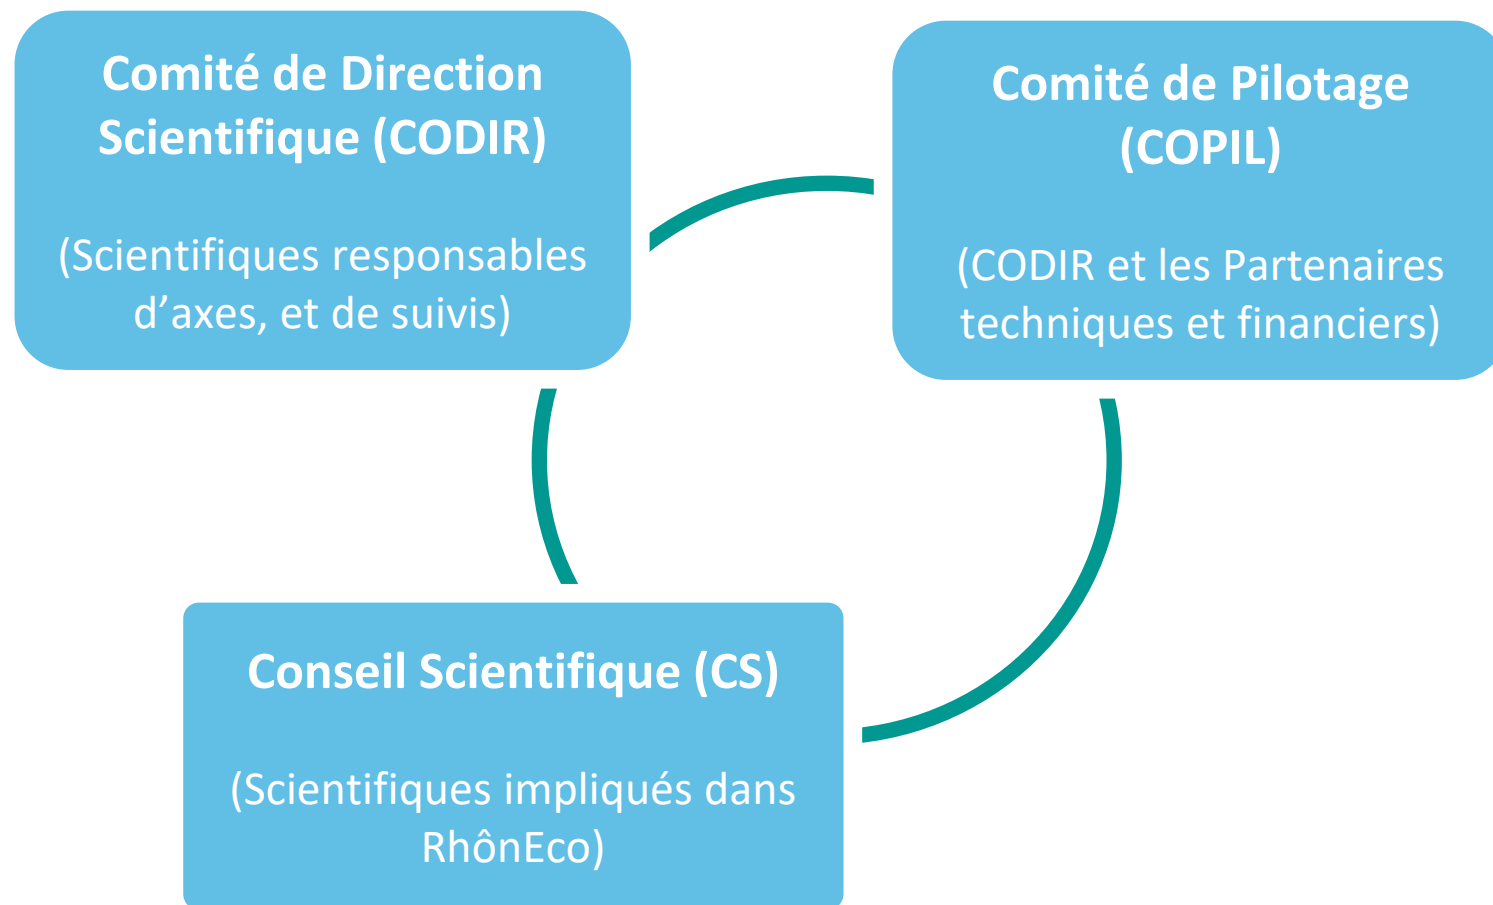 Comité de Direction
Scientifique (CODIR)
(Scientifiques responsables
d’axes, et de suivis)
Comité de Pilotage
(COPIL)
(CODIR et les Partenaires
techniques et financiers)
Conseil Scientifique (CS)
(Scientifiques impliqués dans
RhônEco)